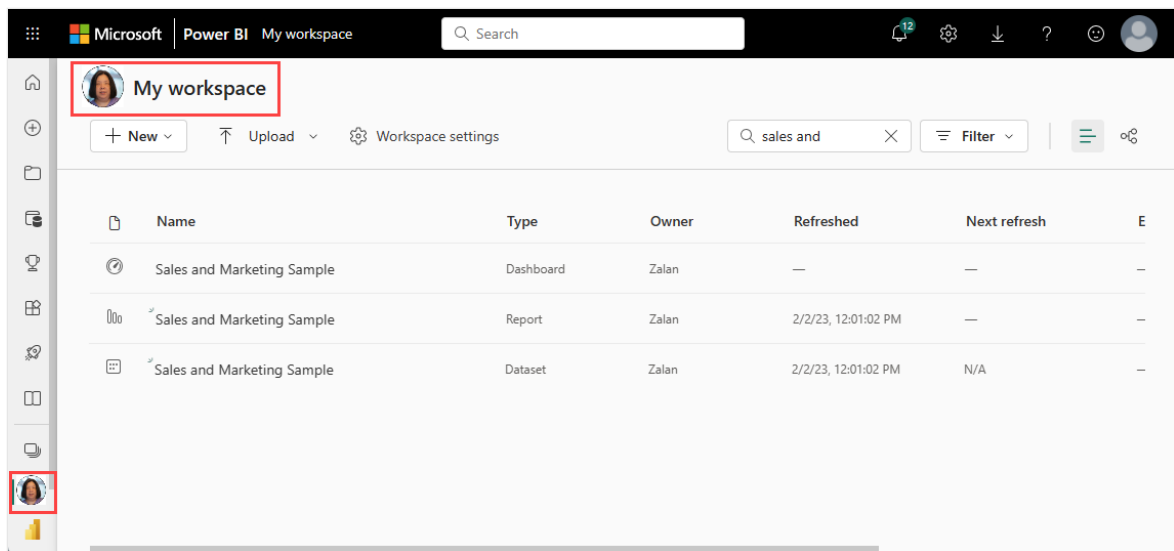 Microsoft Power BI My workspace Search 12 ?
My workspace
New Upload Workspace settings sales and Filter
Name Type Owner Refreshed Next refresh E
Sales and Marketing Sample Dashboard Zalan — — —
Sales and Marketing Sample Report Zalan 2/2/23, 12:01:02 PM — —
Sales and Marketing Sample Dataset Zalan 2/2/23, 12:01:02 PM N/A —